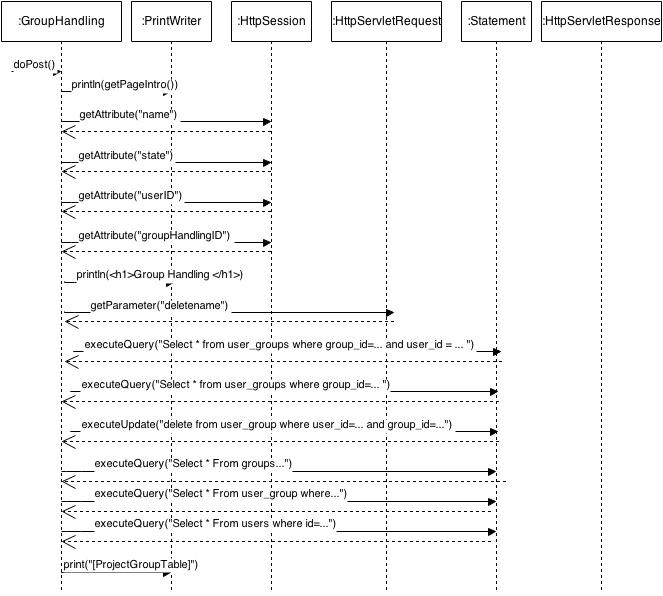 :GroupHandling :PrintWriter :HttpSession :HttpServletRequest :Statement :HttpServletResponse
doPost()
println(getPageIntro())
getAttribute("name")
getAttribute("state")
getAttribute("userID)
getAttribute("groupHandlingID")
println(<h1>Group Handling </h1>)
getParameter("deletename")
executeQuery("Select * from user_groups where group_id=... and user_id = ... ")
executeQuery("Select * from user_groups where group_id=... ")
executeUpdate("delete from user_group where user_id=... and group_id=...")
executeQuery("Select * From groups...")
executeQuery("Select * From user_group where...")
executeQuery("Select * From users where id=...")
print("[ProjectGroupTable]")